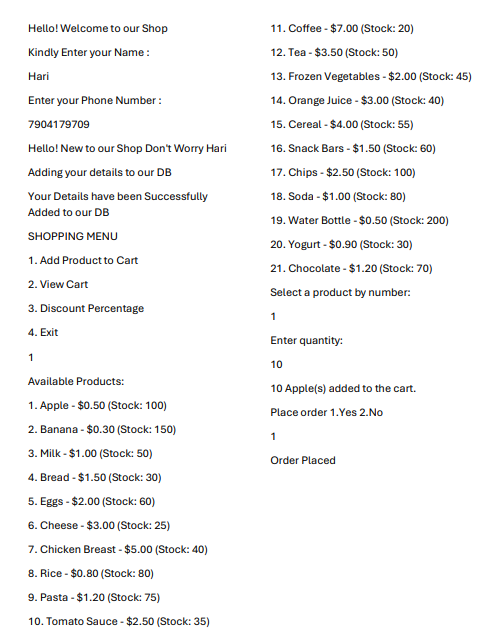 Hello! Welcome to our Shop
Kindly Enter your Name :
Hari
Enter your Phone Number :
7904179709
Hello! New to our Shop Don't Worry Hari
Adding your details to our DB
Your Details have been Successfully
Added to our DB
SHOPPING MENU
1. Add Product to Cart
2. View Cart
3. Discount Percentage
4. Exit
1
Available Products:
1. Apple - $0.50 (Stock: 100)
2. Banana - $0.30 (Stock: 150)
3. Milk - $1.00 (Stock: 50)
4. Bread - $1.50 (Stock: 30)
5. Eggs - $2.00 (Stock: 60)
6. Cheese - $3.00 (Stock: 25)
7. Chicken Breast - $5.00 (Stock: 40)
8. Rice - $0.80 (Stock: 80)
9. Pasta - $1.20 (Stock: 75)
10. Tomato Sauce - $2.50 (Stock: 35)
11. Coffee - $7.00 (Stock: 20)
12. Tea - $3.50 (Stock: 50)
13. Frozen Vegetables - $2.00 (Stock: 45)
14. Orange Juice - $3.00 (Stock: 40)
15. Cereal - $4.00 (Stock: 55)
16. Snack Bars - $1.50 (Stock: 60)
17. Chips - $2.50 (Stock: 100)
18. Soda - $1.00 (Stock: 80)
19. Water Bottle - $0.50 (Stock: 200)
20. Yogurt - $0.90 (Stock: 30)
21. Chocolate - $1.20 (Stock: 70)
Select a product by number:
1
Enter quantity:
10
10 Apple(s) added to the cart.
Place order 1.Yes 2.No
1
Order Placed